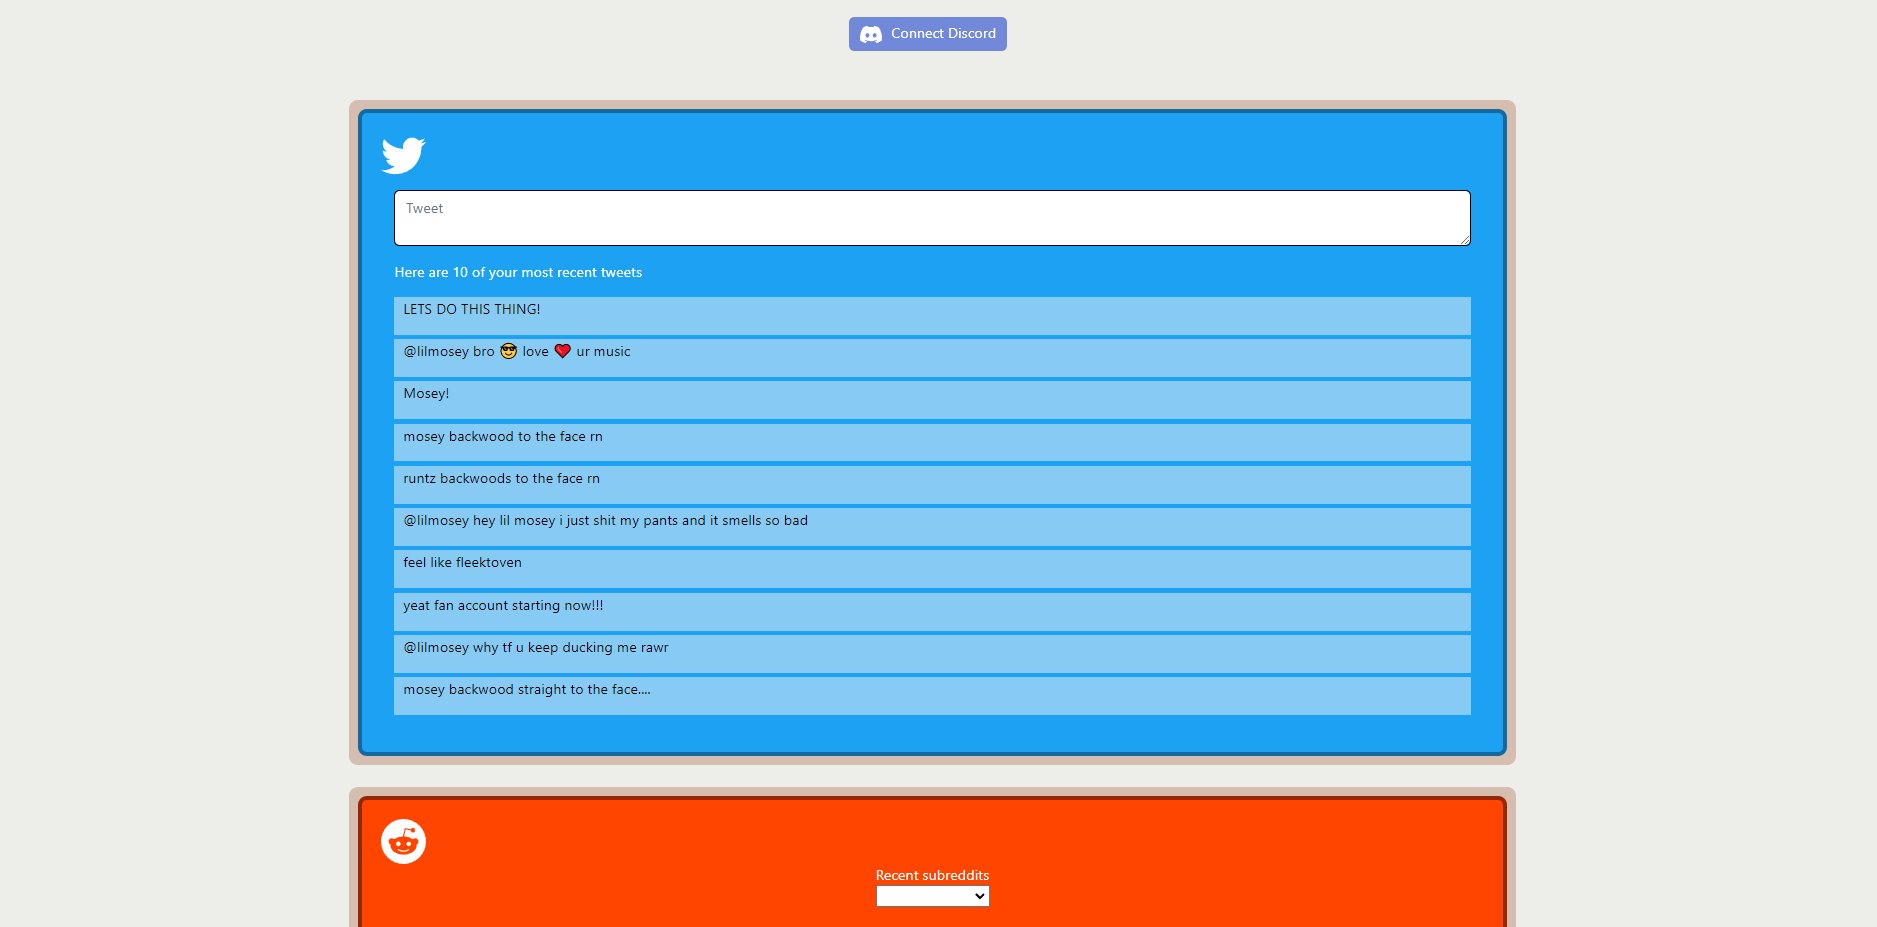 Connect Discord
Tweet
Here are 10 of your most recent tweets
LETS DO THIS THING!
@lilmosey bro 😎 love ❤️ ur music
Mosey!
mosey backwood to the face rn
runtz backwoods to the face rn
@lilmosey hey lil mosey i just shit my pants and it smells so bad
feel like fleektoven
yeat fan account starting now!!!
@lilmosey why tf u keep ducking me rawr
mosey backwood straight to the face....
Recent subreddits